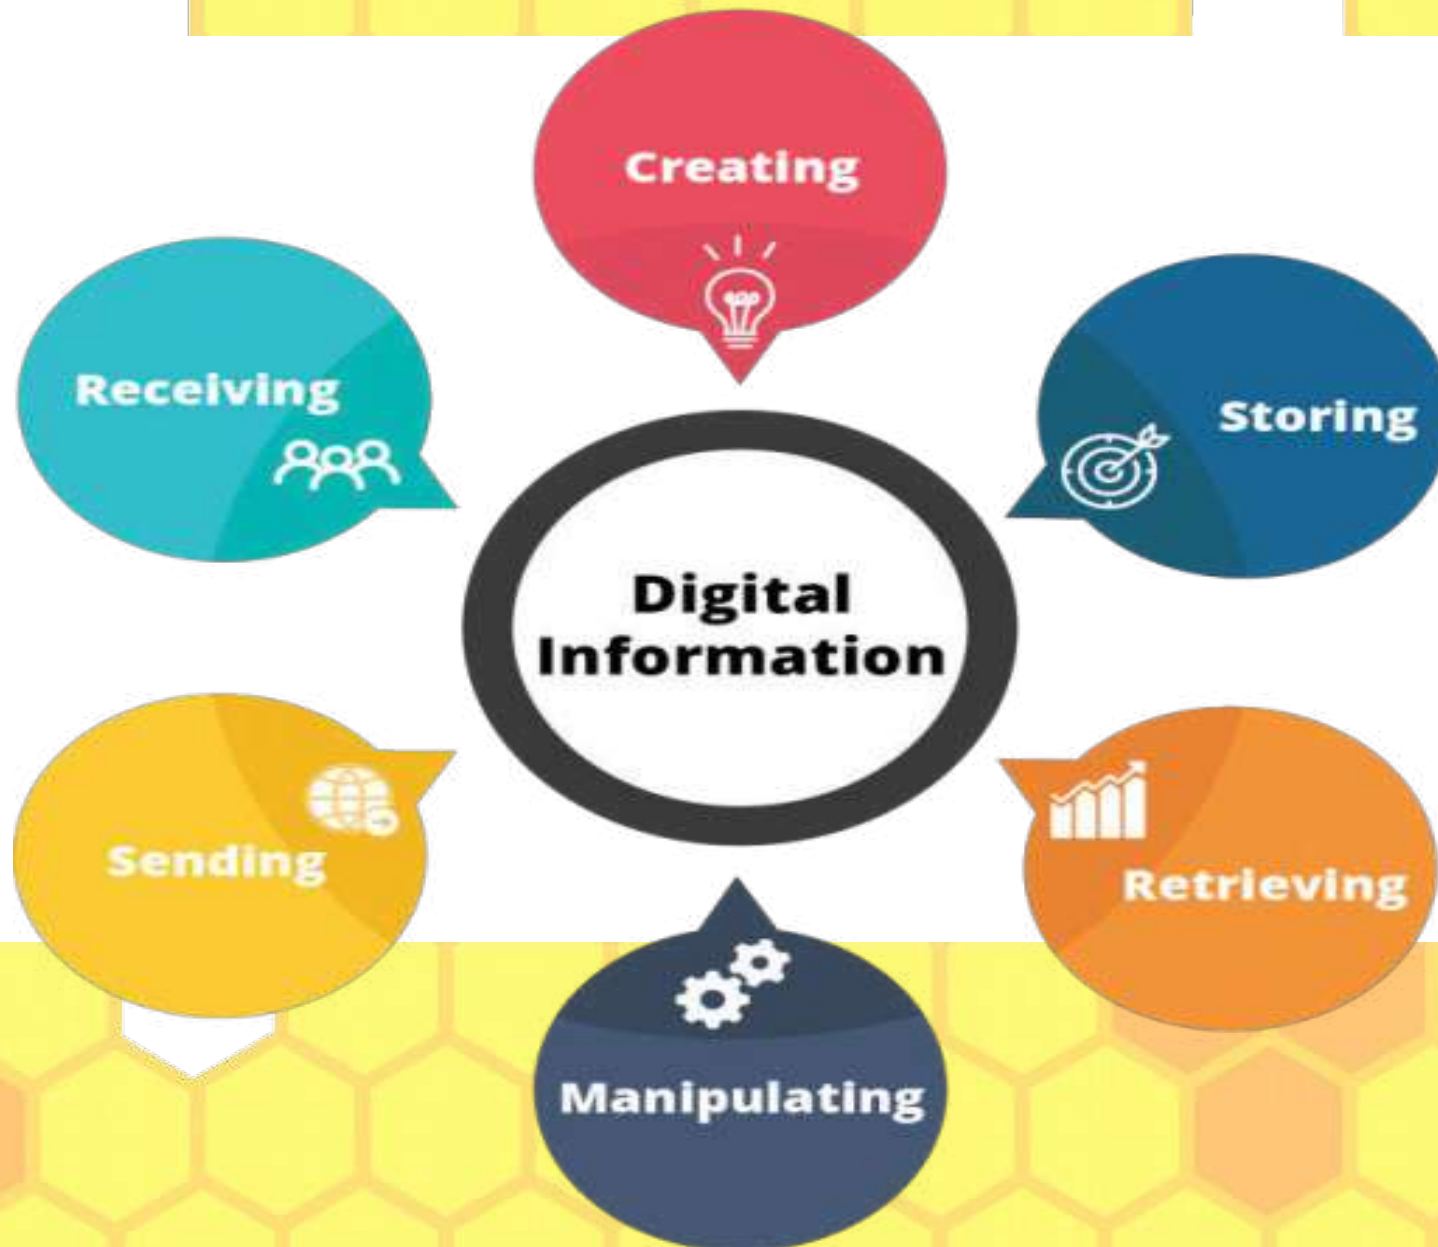 Creating
Receiving
Storing
Digital
Information
Sending
Retrieving
Manipulating